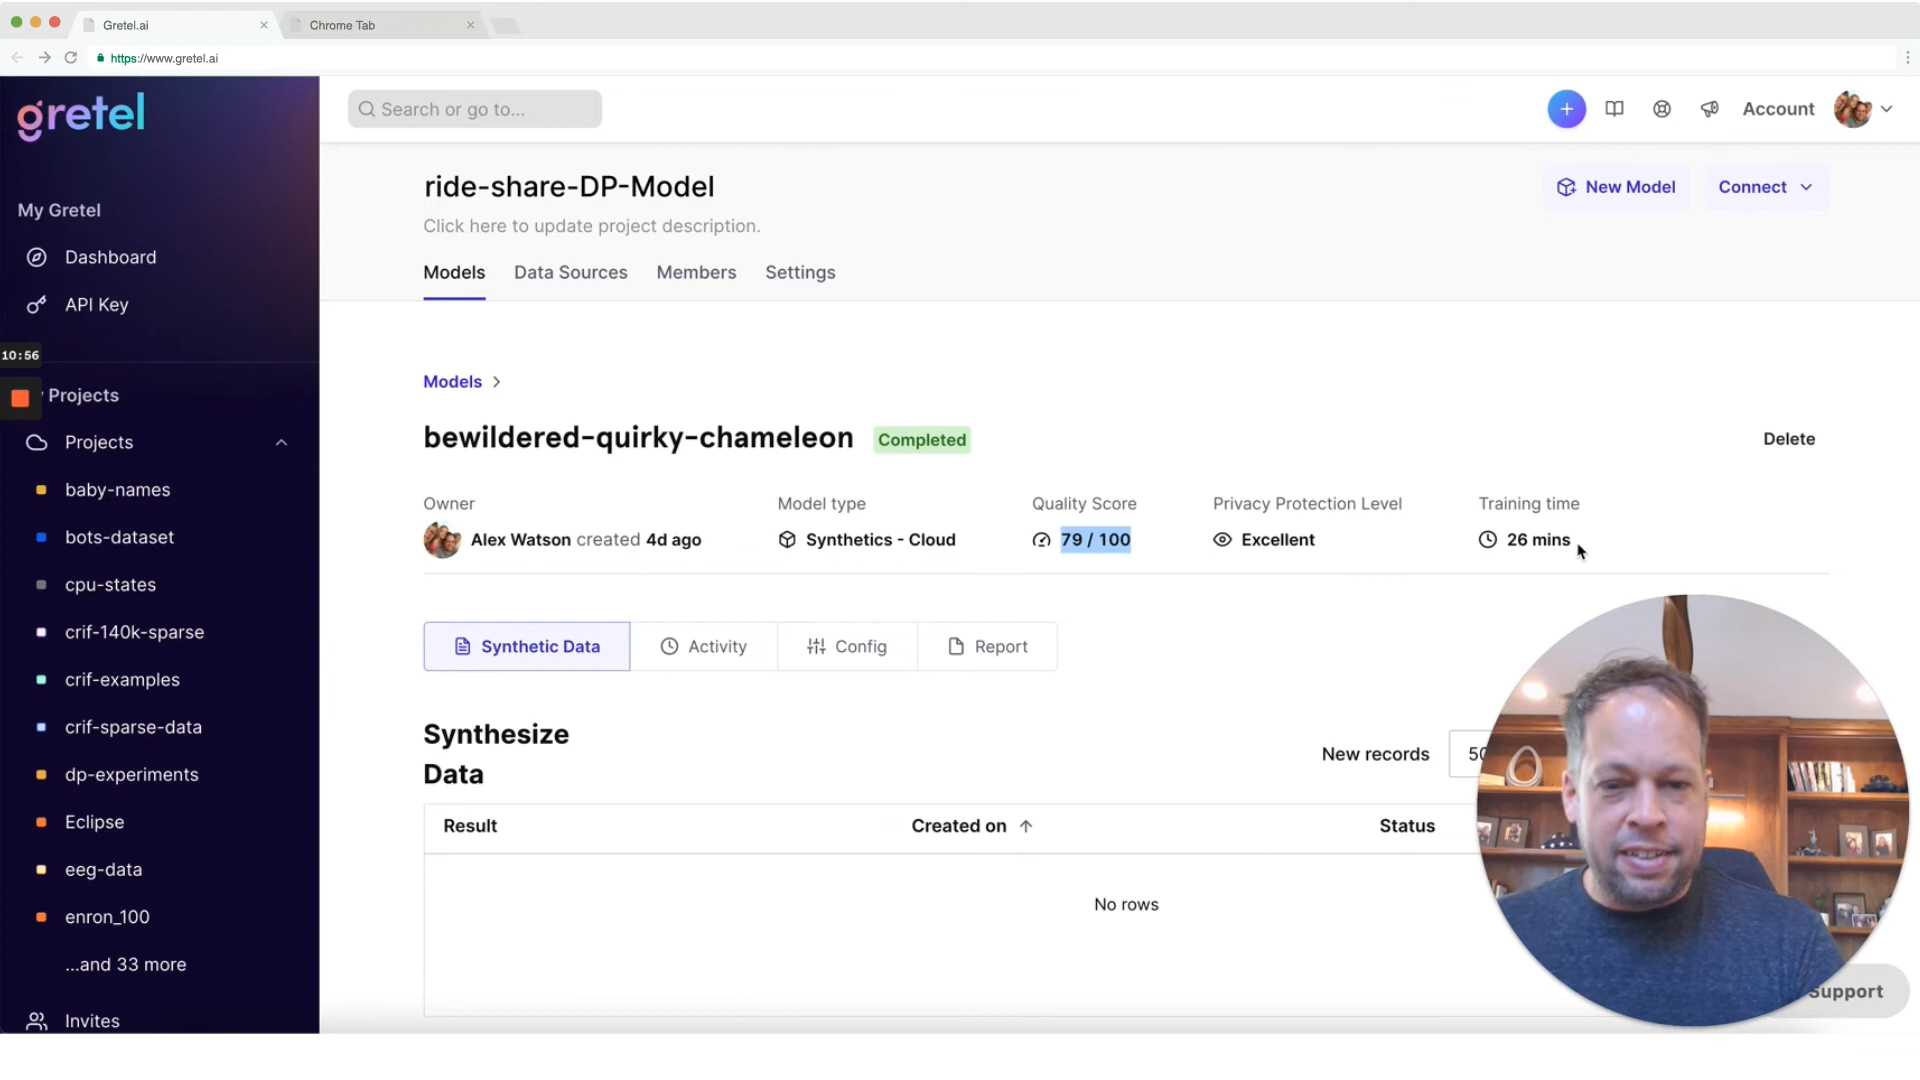 Gretel.ai
Chrome Tab
https://www.gretel.ai
gretel
Search or go to...
Account
My Gretel
Dashboard
API Key
10:56
Projects
Projects
baby-names
bots-dataset
cpu-states
crif-140k-sparse
crif-examples
crif-sparse-data
dp-experiments
Eclipse
eeg-data
enron_100
...and 33 more
Invites
ride-share-DP-Model
New Model
Connect
Click here to update project description.
Models Data Sources Members Settings
Models
bewildered-quirky-chameleon Completed
Delete
Owner Model type Quality Score Privacy Protection Level Training time
Alex Watson created 4d ago Synthetics - Cloud 79 / 100 Excellent 26 mins
Synthetic Data Activity Config Report
Synthesize
Data
New records 50
Result Created on Status
No rows
Support